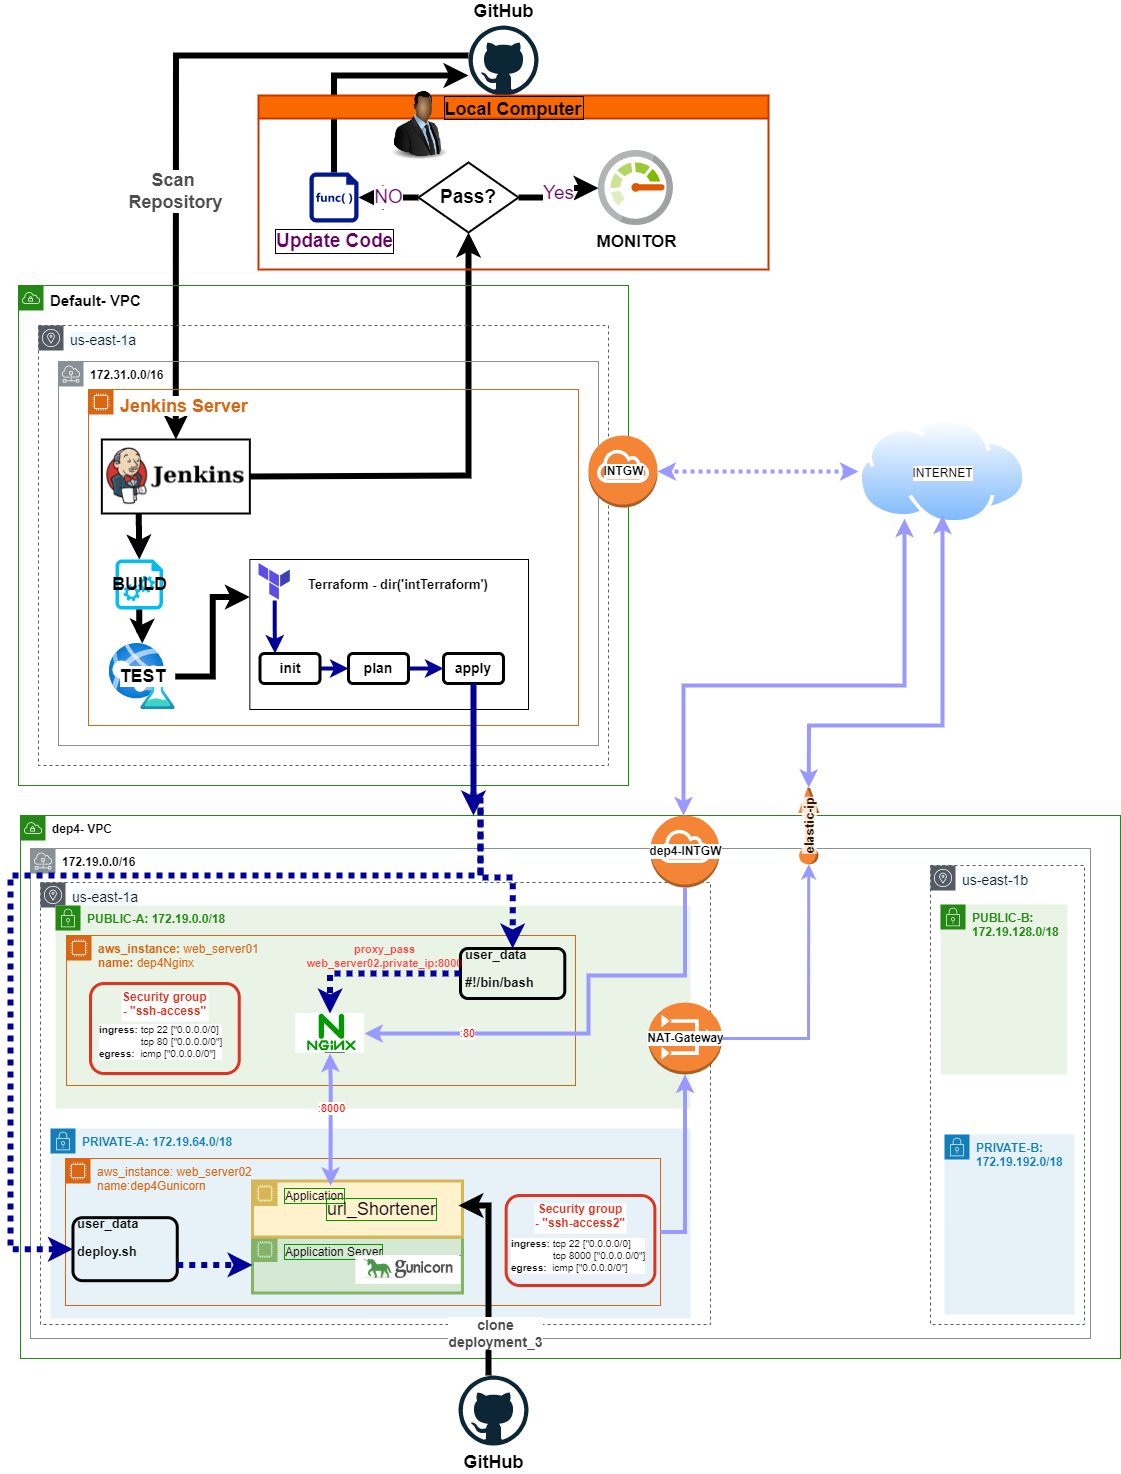 GitHub
Local Computer
Scan
Repository
func( )
NO
Pass?
Yes
Update Code
MONITOR
Default- VPC
us-east-1a
172.31.0.0/16
Jenkins Server
Jenkins
INTGW
INTERNET
BUILD
Terraform - dir('intTerraform')
TEST
init
plan
apply
elastic-ip
dep4- VPC
dep4-INTGW
172.19.0.0/16
us-east-1a
us-east-1b
PUBLIC-A: 172.19.0.0/18
PUBLIC-B:
172.19.128.0/18
aws_instance: web_server01
name: dep4Nginx
proxy_pass
web_server02.private_ip:8000
user_data
#!/bin/bash
Security group
- "ssh-access"
ingress: tcp 22 ["0.0.0.0/0]
tcp 80 ["0.0.0.0/0"]
egress: icmp ["0.0.0.0/0"]
NGINX
:80
NAT-Gateway
:8000
PRIVATE-A: 172.19.64.0/18
PRIVATE-B:
172.19.192.0/18
aws_instance: web_server02
name:dep4Gunicorn
Application
url_Shortener
user_data
deploy.sh
Application Server
gunicorn
Security group
- "ssh-access2"
ingress: tcp 22 ["0.0.0.0/0]
tcp 8000 ["0.0.0.0/0"]
egress: icmp ["0.0.0.0/0"]
clone
deployment_3
GitHub